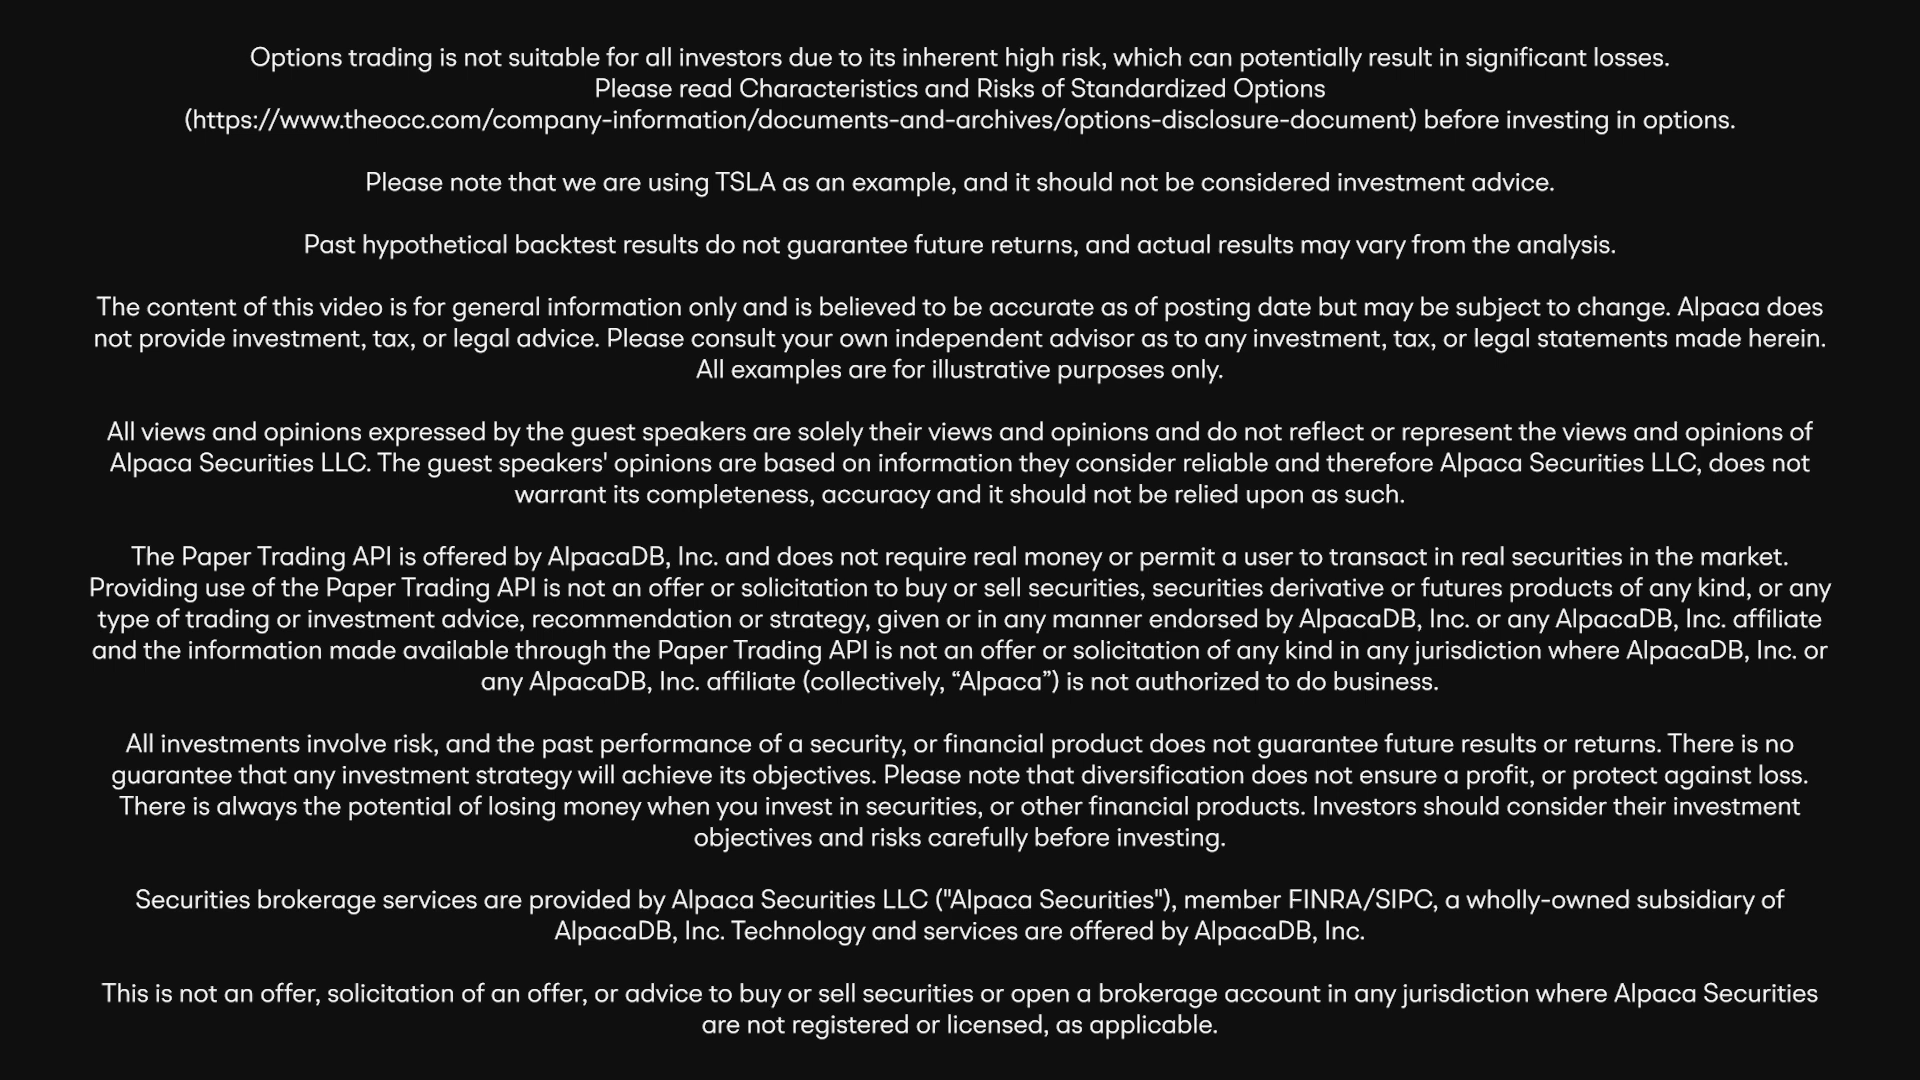 Options trading is not suitable for all investors due to its inherent high risk, which can potentially result in significant losses.
Please read Characteristics and Risks of Standardized Options
(https://www.theocc.com/company-information/documents-and-archives/options-disclosure-document) before investing in options.
Please note that we are using TSLA as an example, and it should not be considered investment advice.
Past hypothetical backtest results do not guarantee future returns, and actual results may vary from the analysis.
The content of this video is for general information only and is believed to be accurate as of posting date but may be subject to change. Alpaca does
not provide investment, tax, or legal advice. Please consult your own independent advisor as to any investment, tax, or legal statements made herein.
All examples are for illustrative purposes only.
All views and opinions expressed by the guest speakers are solely their views and opinions and do not reflect or represent the views and opinions of
Alpaca Securities LLC. The guest speakers' opinions are based on information they consider reliable and therefore Alpaca Securities LLC, does not
warrant its completeness, accuracy and it should not be relied upon as such.
The Paper Trading API is offered by AlpacaDB, Inc. and does not require real money or permit a user to transact in real securities in the market.
Providing use of the Paper Trading API is not an offer or solicitation to buy or sell securities, securities derivative or futures products of any kind, or any
type of trading or investment advice, recommendation or strategy, given or in any manner endorsed by AlpacaDB, Inc. or any AlpacaDB, Inc. affiliate
and the information made available through the Paper Trading API is not an offer or solicitation of any kind in any jurisdiction where AlpacaDB, Inc. or
any AlpacaDB, Inc. affiliate (collectively, “Alpaca”) is not authorized to do business.
All investments involve risk, and the past performance of a security, or financial product does not guarantee future results or returns. There is no
guarantee that any investment strategy will achieve its objectives. Please note that diversification does not ensure a profit, or protect against loss.
There is always the potential of losing money when you invest in securities, or other financial products. Investors should consider their investment
objectives and risks carefully before investing.
Securities brokerage services are provided by Alpaca Securities LLC ("Alpaca Securities"), member FINRA/SIPC, a wholly-owned subsidiary of
AlpacaDB, Inc. Technology and services are offered by AlpacaDB, Inc.
This is not an offer, solicitation of an offer, or advice to buy or sell securities or open a brokerage account in any jurisdiction where Alpaca Securities
are not registered or licensed, as applicable.